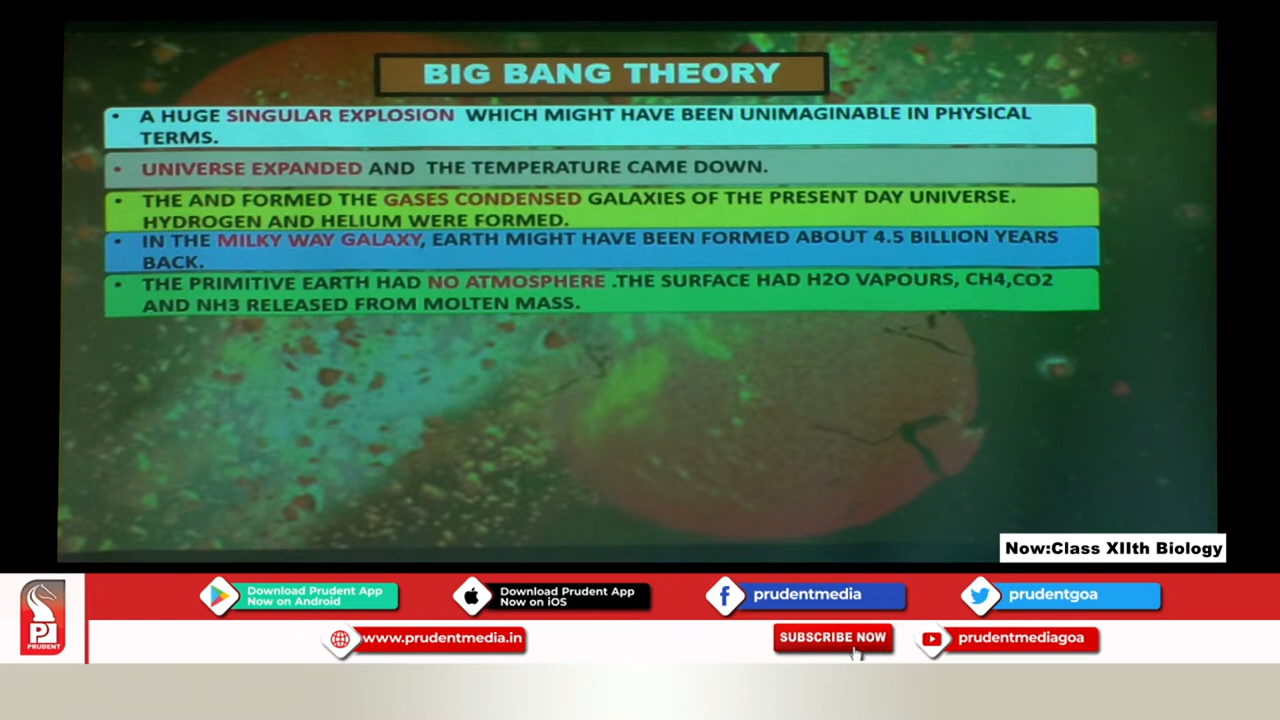 BIG BANG THEORY
• A HUGE SINGULAR EXPLOSION WHICH MIGHT HAVE BEEN UNIMAGINABLE IN PHYSICAL
TERMS.
• UNIVERSE EXPANDED AND THE TEMPERATURE CAME DOWN.
• THE AND FORMED THE GASES CONDENSED GALAXIES OF THE PRESENT DAY UNIVERSE.
HYDROGEN AND HELIUM WERE FORMED.
• IN THE MILKY WAY GALAXY, EARTH MIGHT HAVE BEEN FORMED ABOUT 4.5 BILLION YEARS
BACK.
• THE PRIMITIVE EARTH HAD NO ATMOSPHERE .THE SURFACE HAD H2O VAPOURS, CH4,CO2
AND NH3 RELEASED FROM MOLTEN MASS.
Now:Class XIIth Biology
Download Prudent App
Now on Android
Download Prudent App
Now on iOS
prudentmedia
prudentgoa
PRUDENT
www.prudentmedia.in
SUBSCRIBE NOW
prudentmediagoa